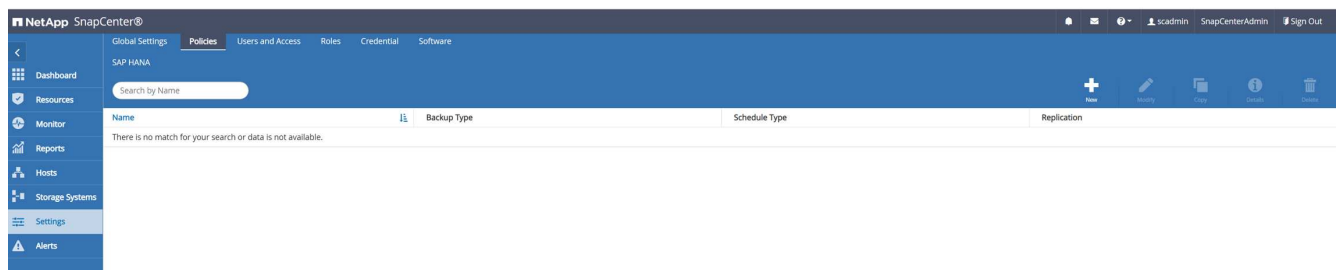 NetApp SnapCenter®
scadmin SnapCenterAdmin Sign Out
Global Settings Policies Users and Access Roles Credential Software
SAP HANA
Search by Name
New Modify Copy Details Delete
Name Backup Type Schedule Type Replication
There is no match for your search or data is not available.
Dashboard
Resources
Monitor
Reports
Hosts
Storage Systems
Settings
Alerts